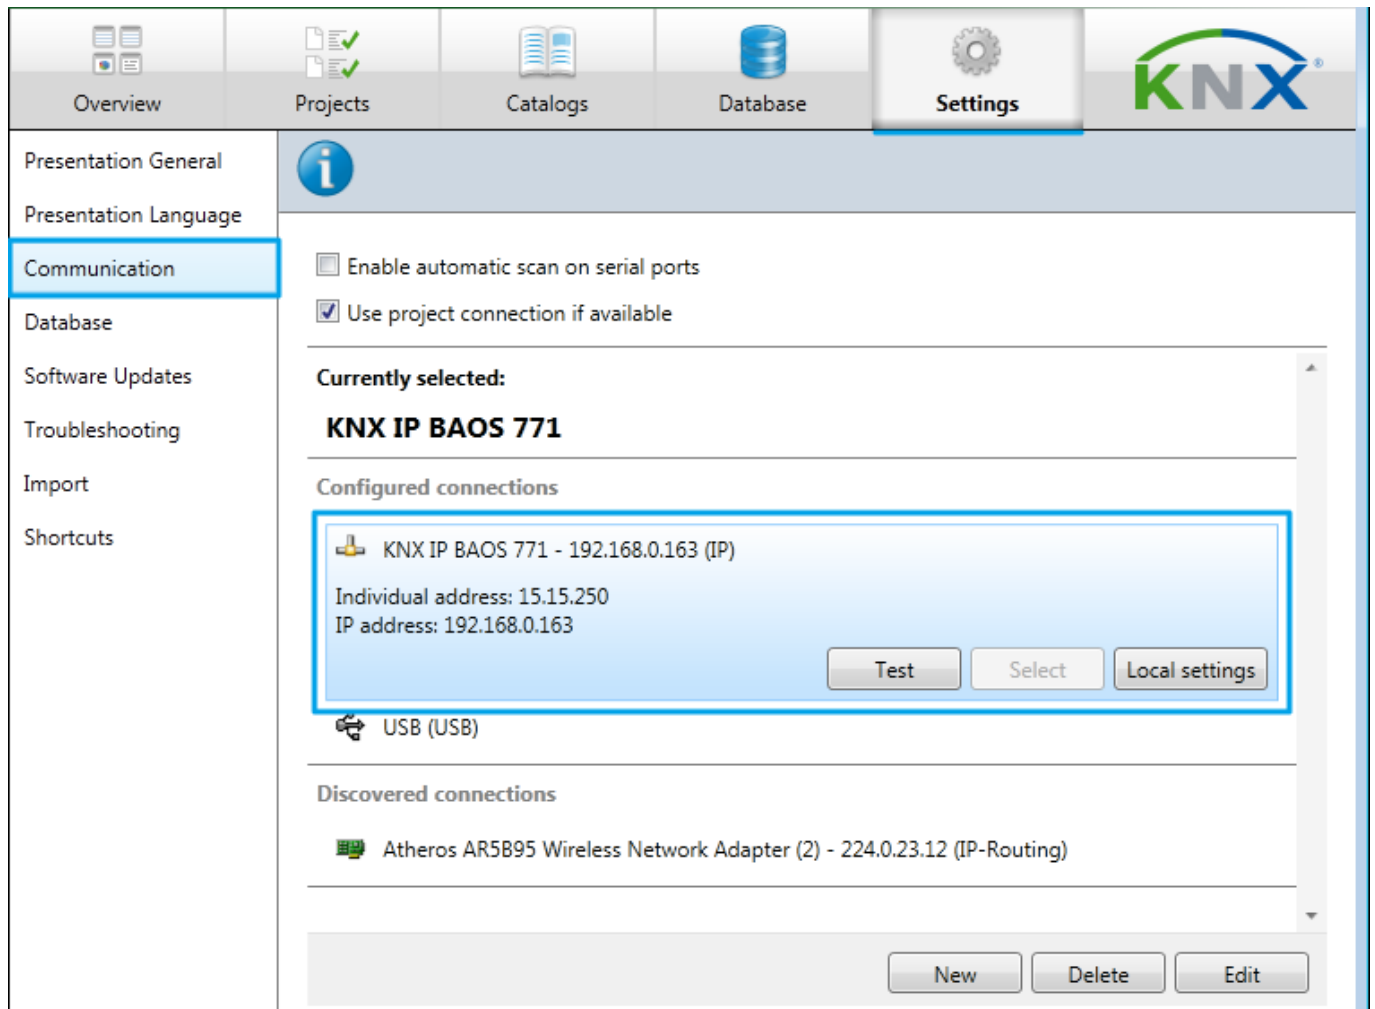 Overview
Projects
Catalogs
Database
Settings
KNX®
Presentation General
Presentation Language
Communication
Database
Software Updates
Troubleshooting
Import
Shortcuts
i
Enable automatic scan on serial ports
Use project connection if available
Currently selected:
KNX IP BAOS 771
Configured connections
KNX IP BAOS 771 - 192.168.0.163 (IP)
Individual address: 15.15.250
IP address: 192.168.0.163
Test
Select
Local settings
USB (USB)
Discovered connections
Atheros AR5B95 Wireless Network Adapter (2) - 224.0.23.12 (IP-Routing)
New
Delete
Edit